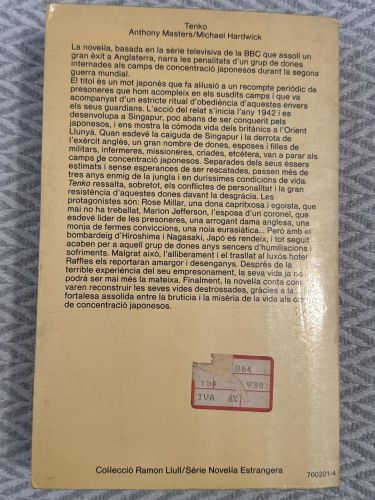 Tenko
Anthony Masters/Michael Hardwick
La novel·la, basada en la sèrie televisiva de la BBC que assolí un
gran èxit a Anglaterra, narra les penalitats d'un grup de dones
internades als camps de concentració japonesos durant la segona
guerra mundial.
El títol és un mot japonès que fa al·lusió a un recompte periòdic de
presoneres que hom acompleix en els susdits camps i que va
acompanyat d'un estricte ritual d'obediència d'aquestes envers
els seus guardians. L'acció del relat s'inicia l'any 1942 i es
desenvolupa a Singapur, poc abans de ser conquerit pels
japonesos, i ens mostra la còmoda vida dels britànics a l'Orient
Llunyà. Quan esdevé la caiguda de Singapur i la derrota de
l'exèrcit anglès, un gran nombre de dones, esposes i filles de
militars, infermeres, missioneres, criades, etcètera, van a parar als
camps de concentració japonesos. Separades dels seus éssers
estimats i sense esperances de ser rescatades, passen més de
tres anys enmig de la jungla i en duríssimes condicions de vida.
Tenko ressalta, sobretot, els conflictes de personalitat i la gran
resistència d'aquestes dones davant la desgràcia. Les
protagonistes són: Rose Millar, una dona capritxosa i egoista, que
mai no ha treballat, Marion Jefferson, l'esposa d'un coronel, que
esdevé líder de les presoneres, una arrogant dama anglesa, una
monja de fermes conviccions, una noia euroasiàtica... Però amb el
bombardeig d'Hiroshima i Nagasaki, Japó es rendeix, i tot seguit
acaben per a aquell grup de dones anys sencers d'humiliacions i
sofriments. Malgrat això, l'alliberament i el trasllat al luxós hotel
Raffles els reportaran amargor i desenganys. Després de la
terrible experiència del seu empresonament, la seva vida ja no
podrà ser mai més la mateixa. Finalment, la novel·la conta com
varen reconstruir les seves vides destrossades, gràcies a la
fortalesa assolida entre la brutícia i la misèria de la vida als
de concentració japonesos.
864
154 930
IVA 6%
Col·lecció Ramon Llull/Sèrie Novel·la Estrangera
700201-4